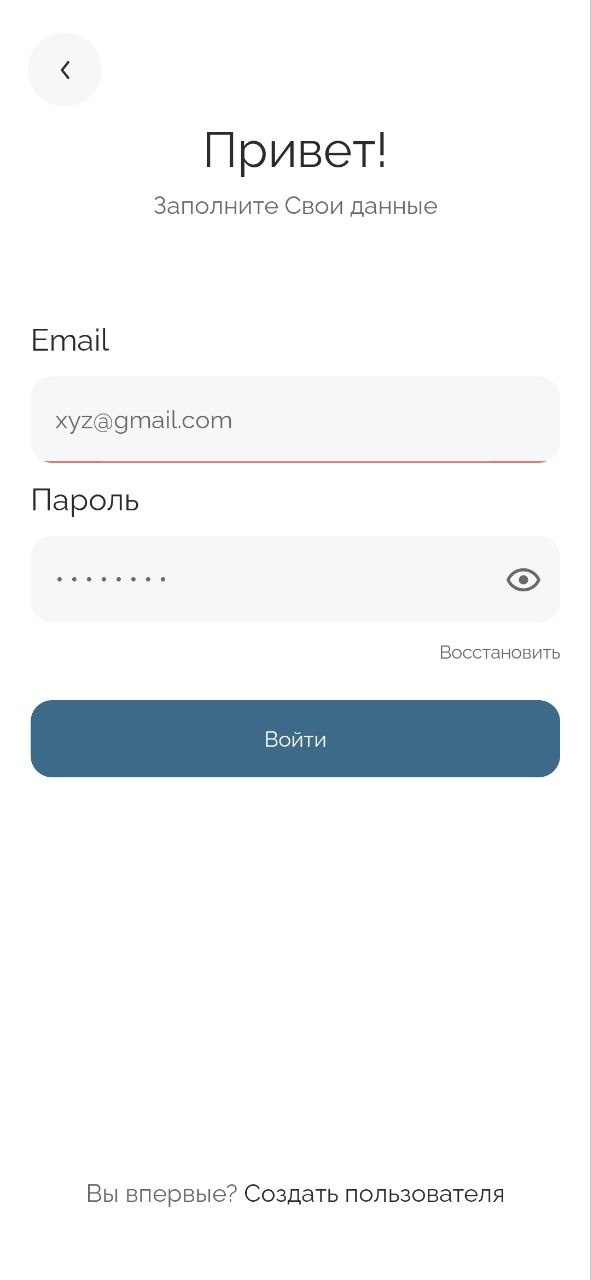 Привет!
Заполните Свои данные
Email
xyz@gmail.com
Пароль
• • • • • • • •
Восстановить
Войти
Вы впервые? Создать пользователя